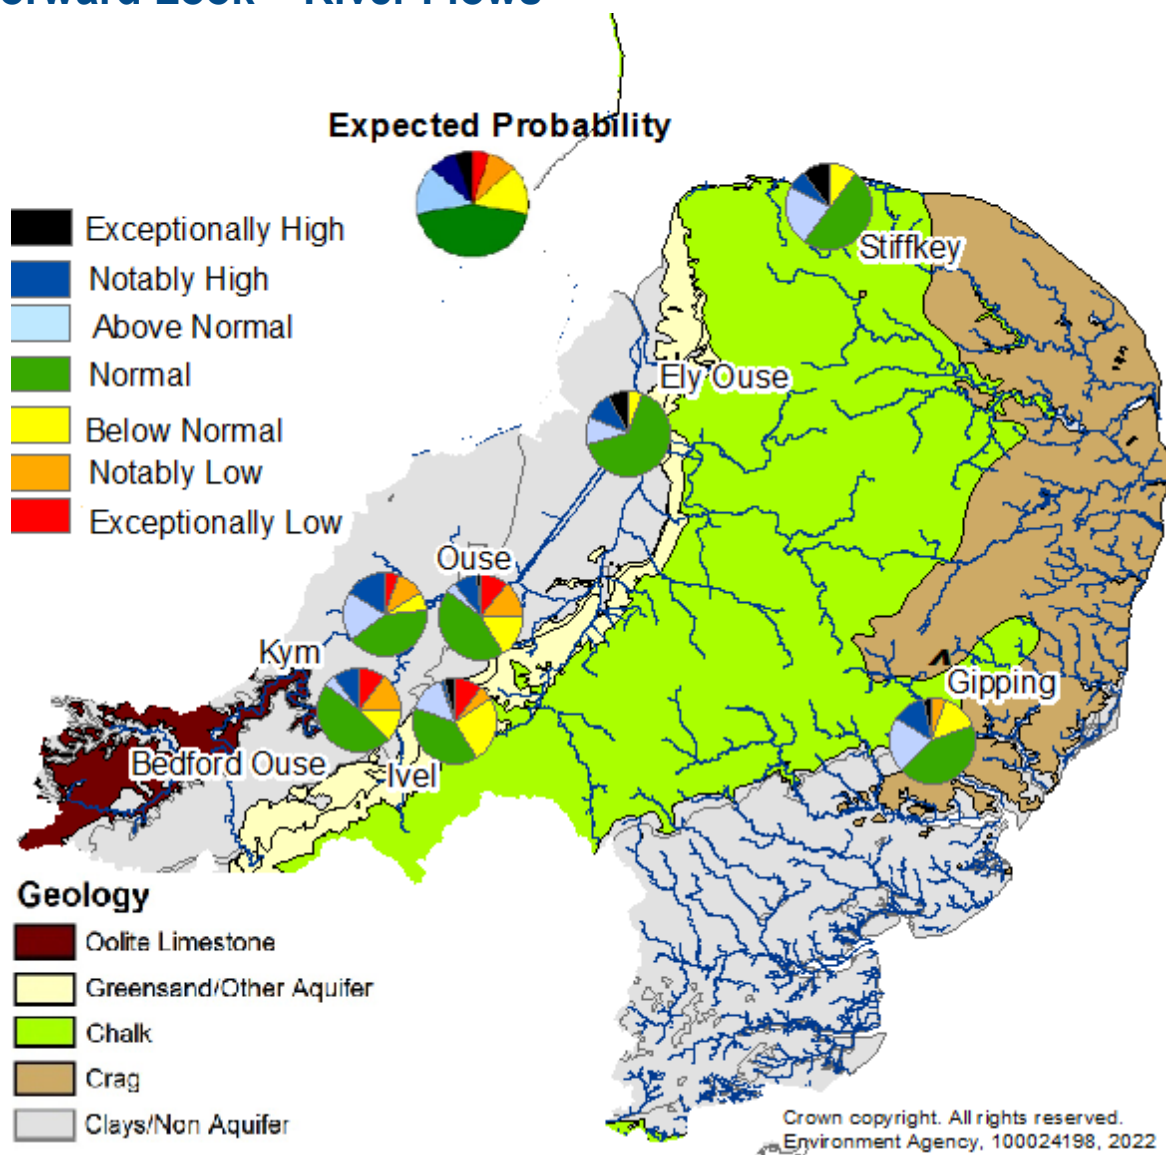 Expected Probability
Exceptionally High
Notably High
Above Normal
Normal
Below Normal
Notably Low
Exceptionally Low
Stiffkey
Ely Ouse
Ouse
Kym
Gipping
Bedford Ouse
Ivel
Geology
Oolite Limestone
Greensand/Other Aquifer
Chalk
Crag
Clays/Non Aquifer
Crown copyright. All rights reserved.
Environment Agency, 100024198, 2022